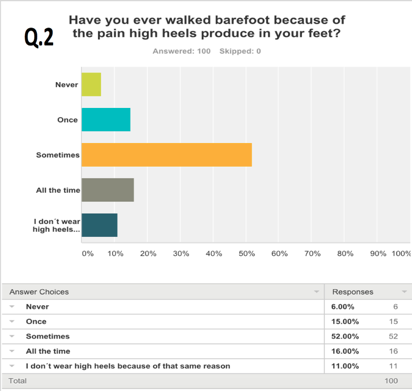 Q.2
Have you ever walked barefoot because of
the pain high heels produce in your feet?
Answered: 100 Skipped: 0
Never
Once
Sometimes
All the time
I don´t wear
high heels...
0% 10% 20% 30% 40% 50% 60% 70% 80% 90% 100%
Answer Choices Responses
Never 6.00% 6
Once 15.00% 15
Sometimes 52.00% 52
All the time 16.00% 16
I don´t wear high heels because of that same reason 11.00% 11
Total 100